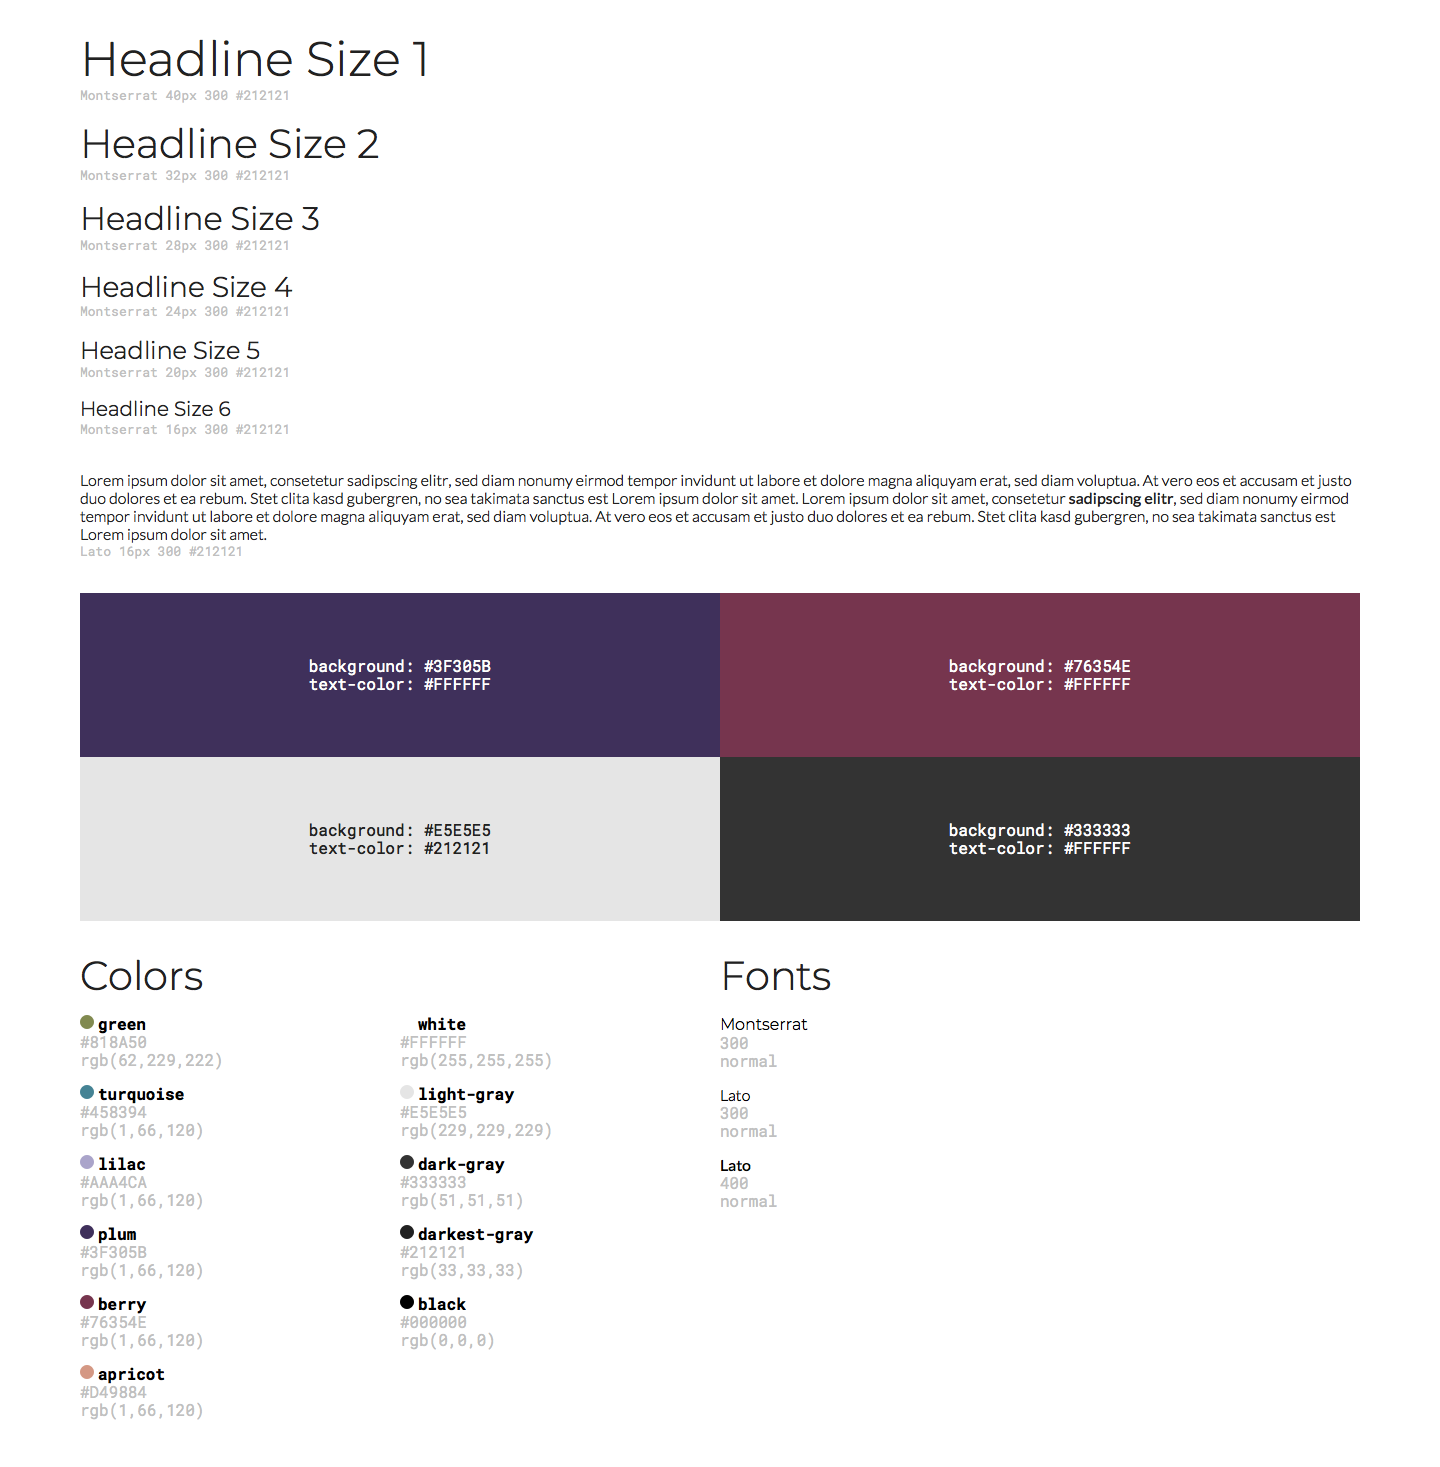 Headline Size 1
Montserrat 40px 300 #212121
Headline Size 2
Montserrat 32px 300 #212121
Headline Size 3
Montserrat 28px 300 #212121
Headline Size 4
Montserrat 24px 300 #212121
Headline Size 5
Montserrat 20px 300 #212121
Headline Size 6
Montserrat 16px 300 #212121
Lorem ipsum dolor sit amet, consetetur sadipscing elitr, sed diam nonumy eirmod tempor invidunt ut labore et dolore magna aliquyam erat, sed diam voluptua. At vero eos et accusam et justo
duo dolores et ea rebum. Stet clita kasd gubergren, no sea takimata sanctus est Lorem ipsum dolor sit amet. Lorem ipsum dolor sit amet, consetetur sadipscing elitr, sed diam nonumy eirmod
tempor invidunt ut labore et dolore magna aliquyam erat, sed diam voluptua. At vero eos et accusam et justo duo dolores et ea rebum. Stet clita kasd gubergren, no sea takimata sanctus est
Lorem ipsum dolor sit amet.
Lato 16px 300 #212121
background: #3F305B
text-color: #FFFFFF
background: #76354E
text-color: #FFFFFF
background: #E5E5E5
text-color: #212121
background: #333333
text-color: #FFFFFF
Colors
green
#818A50
rgb(62,229,222)
turquoise
#458394
rgb(1,66,120)
lilac
#AAA4CA
rgb(1,66,120)
plum
#3F305B
rgb(1,66,120)
berry
#76354E
rgb(1,66,120)
apricot
#D49884
rgb(1,66,120)
white
#FFFFFF
rgb(255,255,255)
light-gray
#E5E5E5
rgb(229,229,229)
dark-gray
#333333
rgb(51,51,51)
darkest-gray
#212121
rgb(33,33,33)
black
#000000
rgb(0,0,0)
Fonts
Montserrat
300
normal
Lato
300
normal
Lato
400
normal